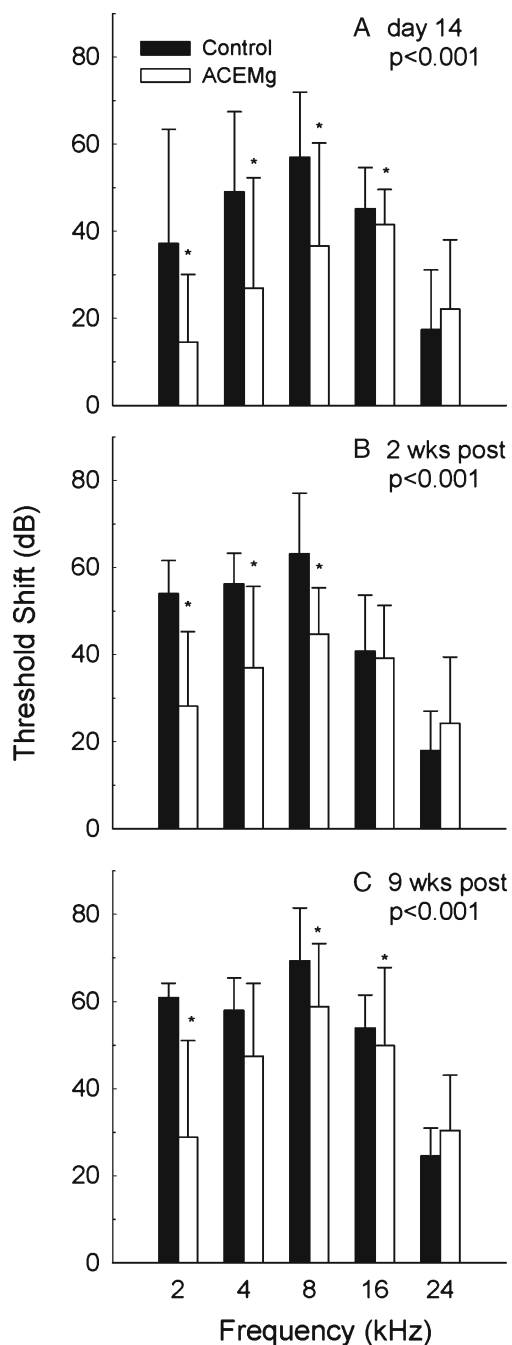 A day 14
p<0.001
Control
ACEMg
80
60
40
20
0
* * * *
B 2 wks post
p<0.001
80
60
40
20
0
* * *
Threshold Shift (dB)
C 9 wks post
p<0.001
80
60
40
20
0
* * *
2 4 8 16 24
Frequency (kHz)